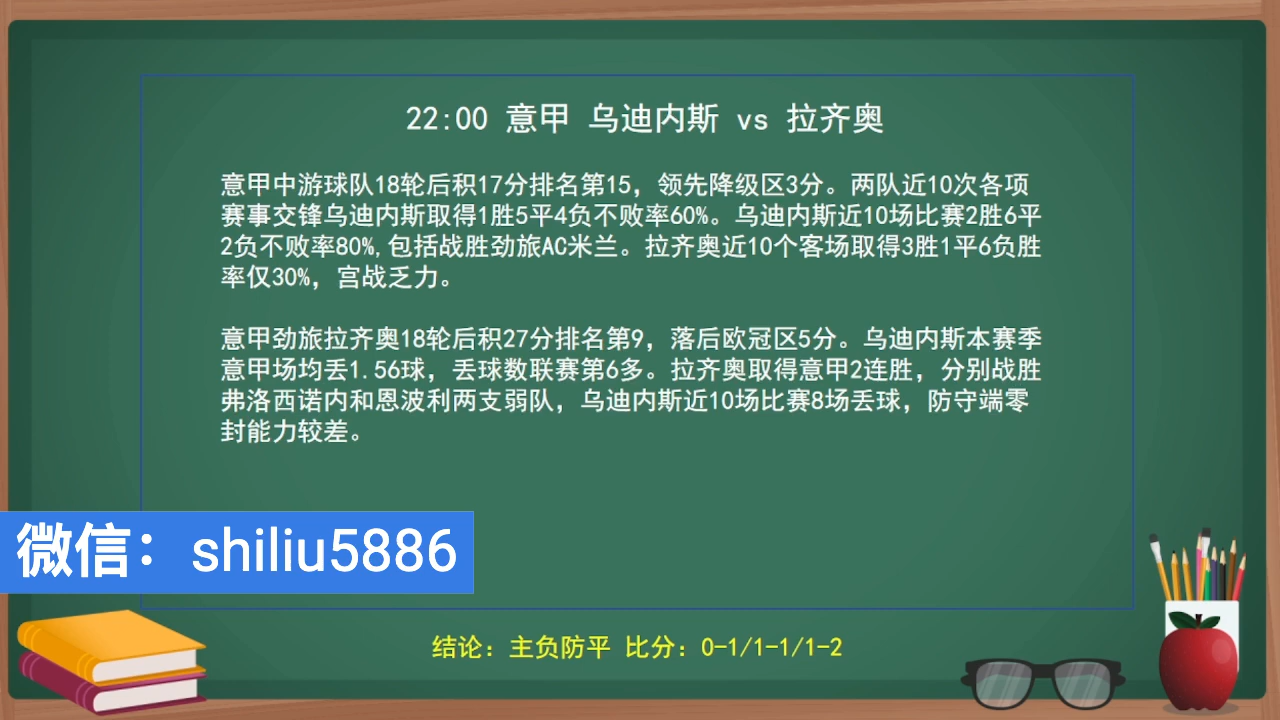 22:00 意甲 乌迪内斯 vs 拉齐奥
意甲中游球队18轮后积17分排名第15，领先降级区3分。两队近10次各项
赛事交锋乌迪内斯取得1胜5平4负不败率60%。乌迪内斯近10场比赛2胜6平
2负不败率80%,包括战胜劲旅AC米兰。拉齐奥近10个客场取得3胜1平6负胜
率仅30%，宫战乏力。
意甲劲旅拉齐奥18轮后积27分排名第9，落后欧冠区5分。乌迪内斯本赛季
意甲场均丢1.56球，丢球数联赛第6多。拉齐奥取得意甲2连胜，分别战胜
弗洛西诺内和恩波利两支弱队，乌迪内斯近10场比赛8场丢球，防守端零
封能力较差。
微信：shiliu5886
结论：主负防平 比分：0-1/1-1/1-2